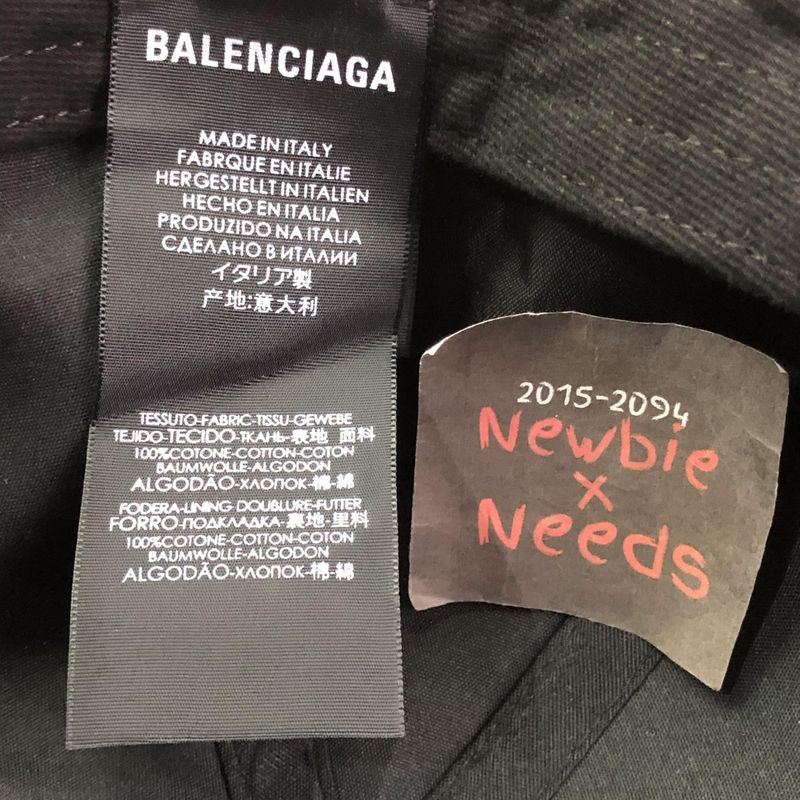 BALENCIAGA
MADE IN ITALY
FABRQUE EN ITALIE
HERGESTELLT IN ITALIEN
HECHO EN ITALIA
PRODUZIDO NA ITALIA
СДЕЛАНО В ИТАЛИИ
イタリア製
产地:意大利
TESSUTO-FABRIC-TISSU-GEWEBE
TEJIDO-TECIDO-ТКАНЬ-表地 面料
100%COTONE-COTTON-COTON
BAUMWOLLE-ALGODON
ALGODÃO-ХЛОПОК-棉-綿
FODERA-LINING DOUBLURE-FUTTER
FORRO-ПОДКЛАДКА-裏地-里料
100%COTONE-COTTON-COTON
BAUMWOLLE-ALGODON
ALGODÃO-ХЛОПОК-棉-綿
2015-2094
Newbie
x
Needs